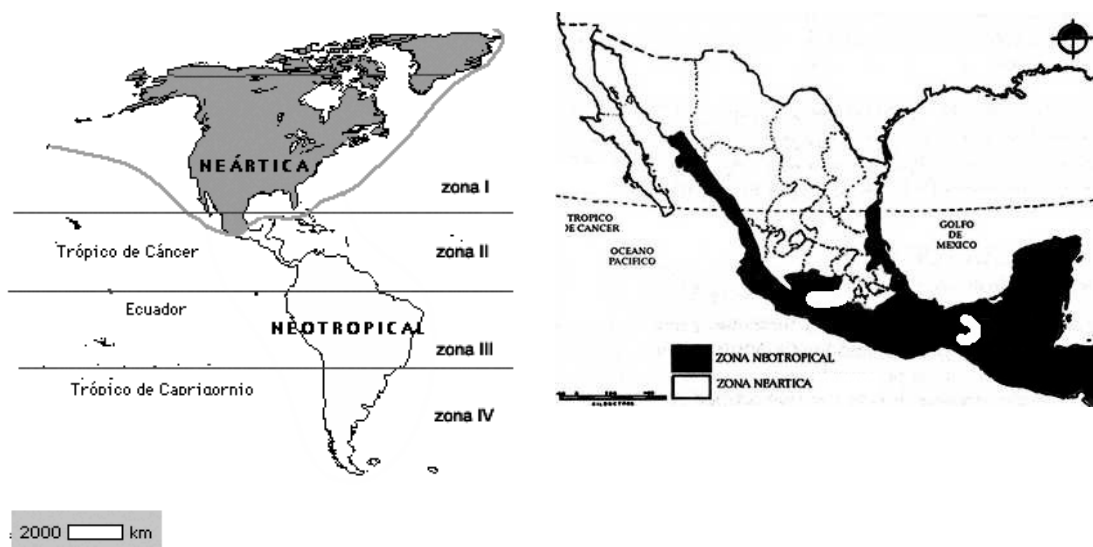 NEÁRTICA
zona I
Trópico de Cáncer
zona II
Ecuador
NEOTROPICAL
zona III
Trópico de Capricornio
zona IV
2000 km
TROPICO
DE CANCER
OCEANO
PACIFICO
GOLFO
DE
MEXICO
ZONA NEOTROPICAL
ZONA NEARTICA